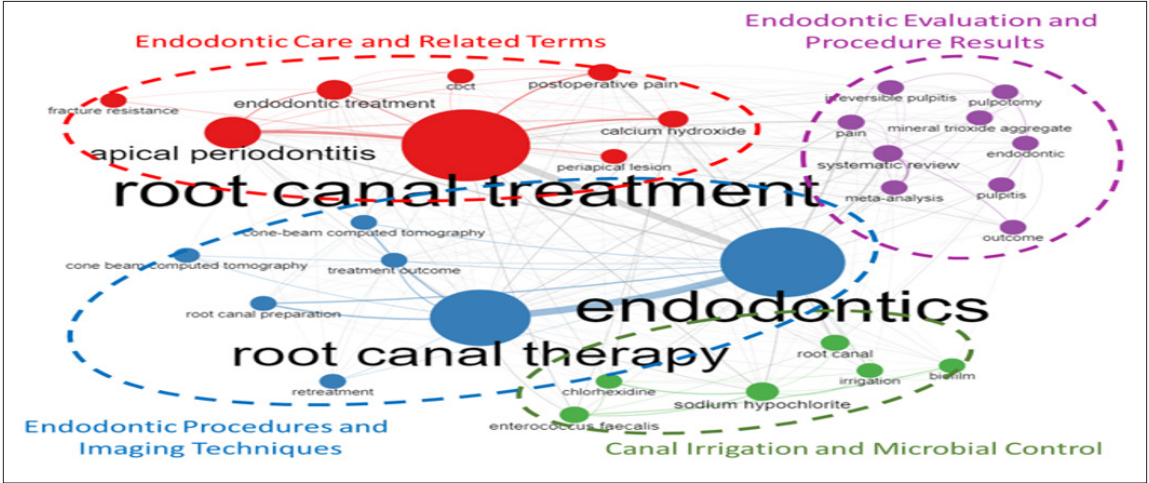 Endodontic Evaluation and
Procedure Results
Endodontic Care and Related Terms
cbct
postoperative pain
fracture resistance
endodontic treatment
calcium hydroxide
apical periodontitis
periapical lesion
root canal treatment
irreversible pulpitis
pulpotomy
pain
mineral trioxide aggregate
endodontic
systematic review
meta-analysis
pulpitis
outcome
cone-beam computed tomography
cone beam computed tomography
treatment outcome
root canal preparation
endodontics
root canal therapy
retreatment
root canal
irrigation
biofilm
chlorhexidine
sodium hypochlorite
enterococcus faecalis
Endodontic Procedures and
Imaging Techniques
Canal Irrigation and Microbial Control